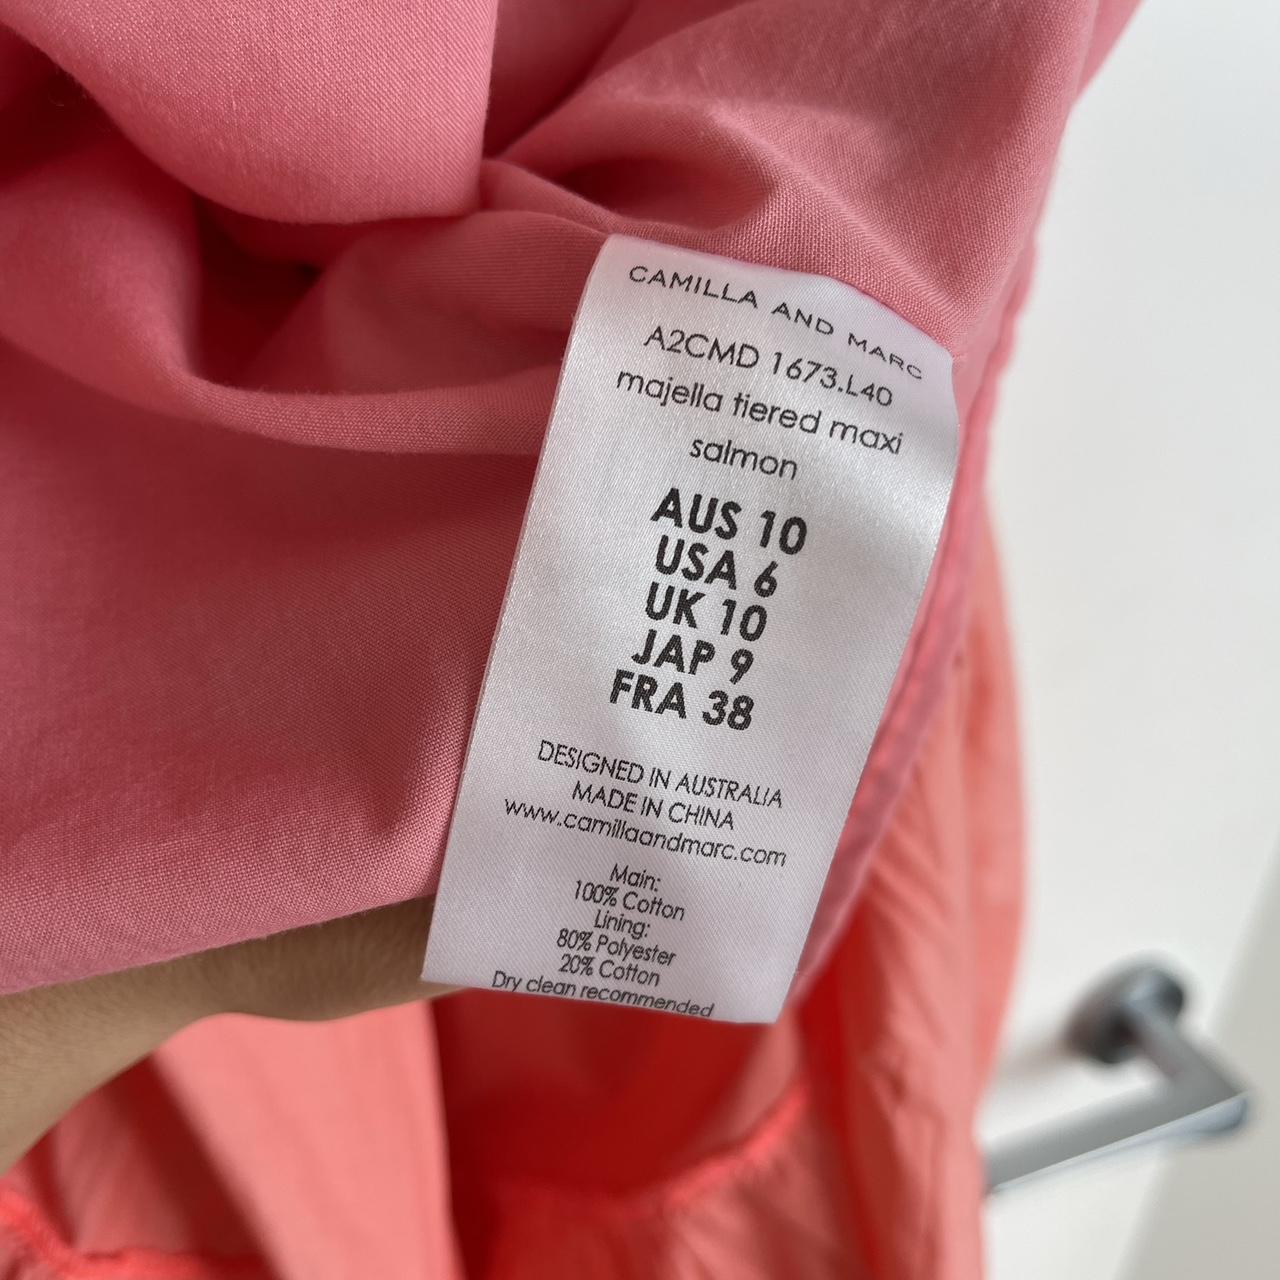 CAMILLA AND MARC
A2CMD 1673.L40
majella tiered maxi
salmon
AUS 10
USA 6
UK 10
JAP 9
FRA 38
DESIGNED IN AUSTRALIA
MADE IN CHINA
www.camillaandmarc.com
Main:
100% Cotton
Lining:
80% Polyester
20% Cotton
Dry clean recommended